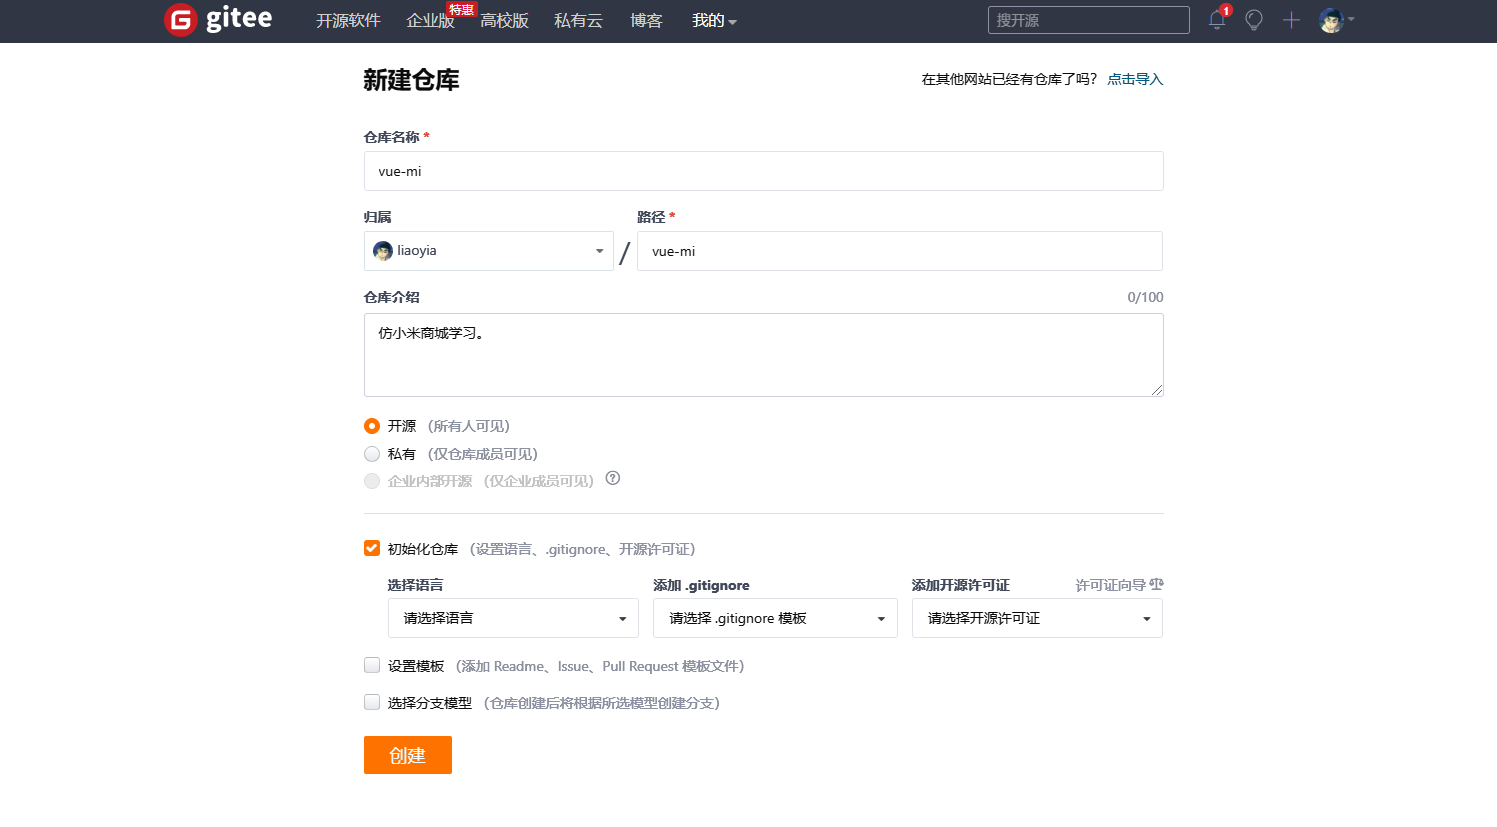 gitee 开源软件 企业版 特惠 高校版 私有云 博客 我的 搜开源 1
新建仓库 在其他网站已经有仓库了吗? 点击导入
仓库名称 *
vue-mi
归属 路径 *
liaoyia / vue-mi
仓库介绍 0/100
仿小米商城学习。
开源 (所有人可见)
私有 (仅仓库成员可见)
企业内部开源 (仅企业成员可见) ?
初始化仓库 (设置语言、.gitignore、开源许可证)
选择语言 添加 .gitignore 添加开源许可证 许可证向导
请选择语言 请选择 .gitignore 模板 请选择开源许可证
设置模板 (添加 Readme、Issue、Pull Request 模板文件)
选择分支模型 (仓库创建后将根据所选模型创建分支)
创建